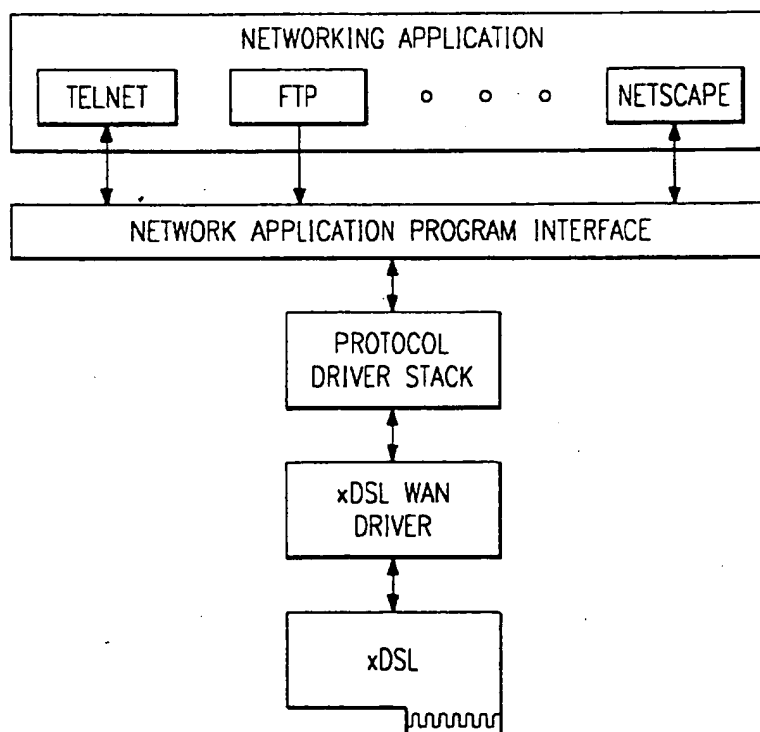 NETWORKING APPLICATION
TELNET
FTP
NETSCAPE
NETWORK APPLICATION PROGRAM INTERFACE
PROTOCOL
DRIVER STACK
xDSL WAN
DRIVER
xDSL